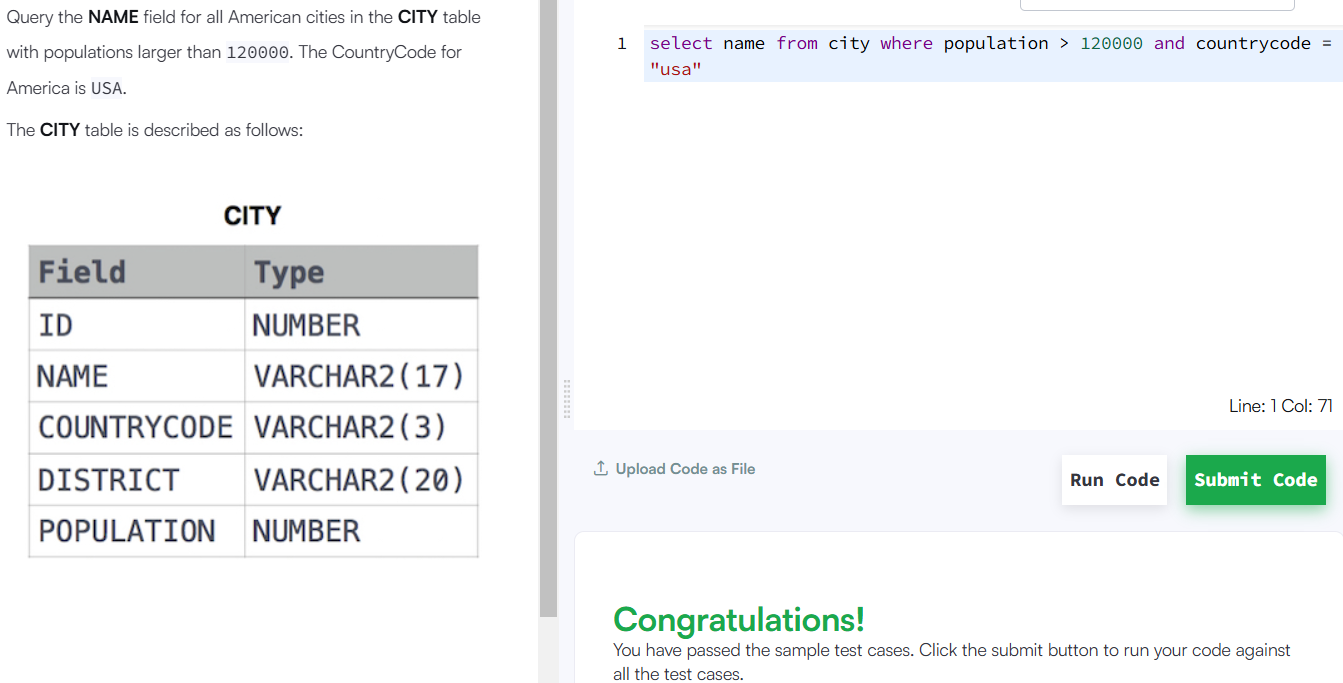 Query the NAME field for all American cities in the CITY table
with populations larger than 120000. The CountryCode for
America is USA.
The CITY table is described as follows:
CITY
Field Type
ID NUMBER
NAME VARCHAR2(17)
COUNTRYCODE VARCHAR2(3)
DISTRICT VARCHAR2(20)
POPULATION NUMBER
1 select name from city where population > 120000 and countrycode =
"usa"
Line: 1 Col: 71
Upload Code as File
Run Code
Submit Code
Congratulations!
You have passed the sample test cases. Click the submit button to run your code against
all the test cases.